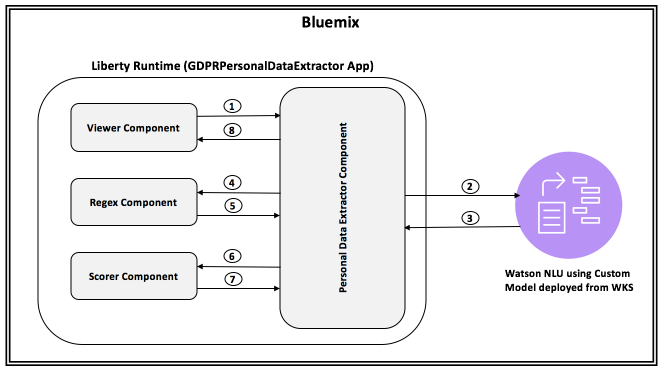 Bluemix
Liberty Runtime (GDPRPersonalDataExtractor App)
Viewer Component
1
8
Regex Component
4
5
Scorer Component
6
7
Personal Data Extractor Component
2
3
Watson NLU using Custom
Model deployed from WKS